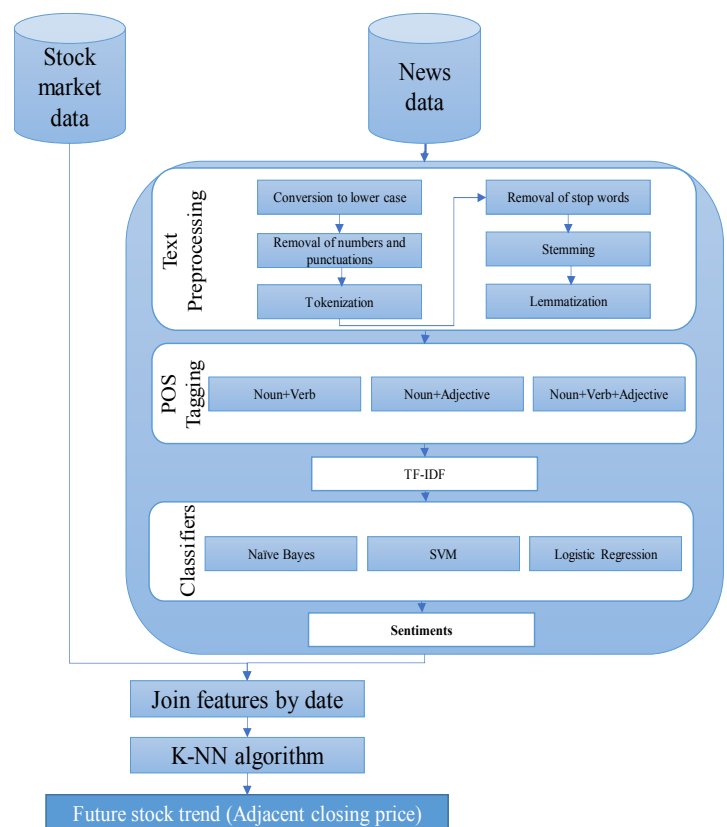 Stock
market
data
News
data
Text
Preprocessing
Conversion to lower case
Removal of numbers and
punctuations
Tokenization
Removal of stop words
Stemming
Lemmatization
POS
Tagging
Noun+Verb
Noun+Adjective
Noun+Verb+Adjective
TF-IDF
Classifiers
Naïve Bayes
SVM
Logistic Regression
Sentiments
Join features by date
K-NN algorithm
Future stock trend (Adjacent closing price)